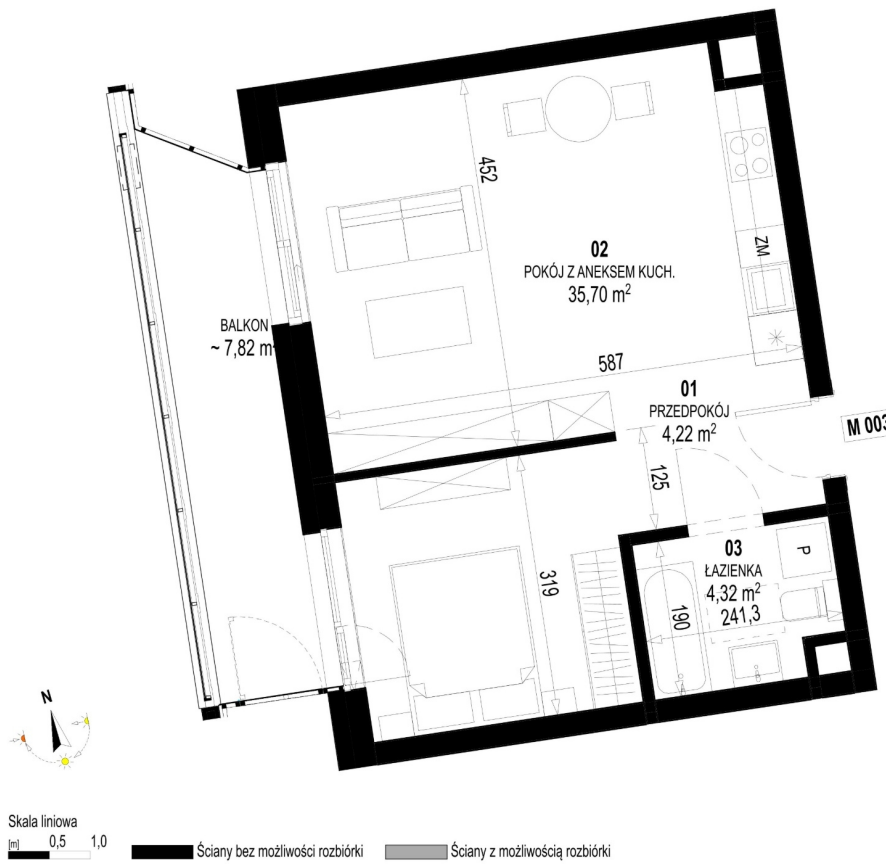 452
02
POKÓJ Z ANEKSEM KUCH.
35,70 m²
ZM
BALKON
~ 7,82 m
587
01
PRZEDPOKÓJ
4,22 m²
M 003
125
319
03
ŁAZIENKA
4,32 m²
241,3
P
190
N
Skala liniowa
[m] 0,5 1,0
Ściany bez możliwości rozbiórki
Ściany z możliwością rozbiórki